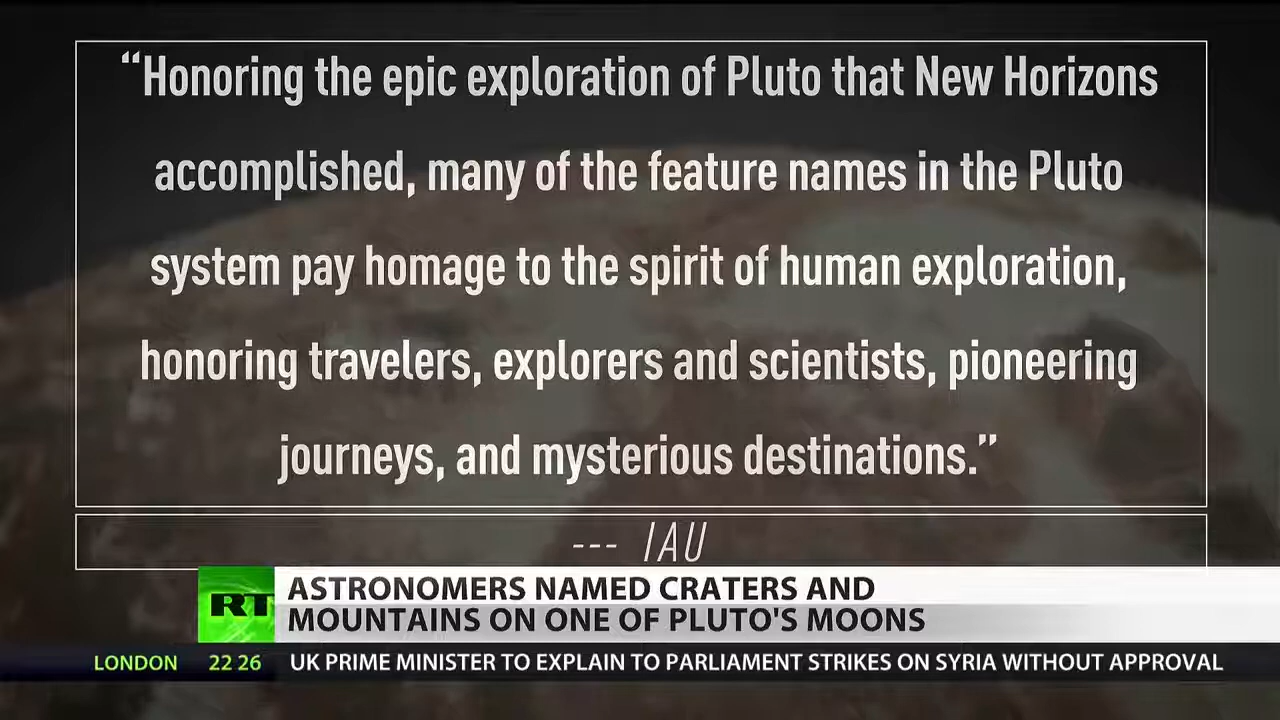 “Honoring the epic exploration of Pluto that New Horizons
accomplished, many of the feature names in the Pluto
system pay homage to the spirit of human exploration,
honoring travelers, explorers and scientists, pioneering
journeys, and mysterious destinations.”
--- IAU
RT
ASTRONOMERS NAMED CRATERS AND
MOUNTAINS ON ONE OF PLUTO'S MOONS
LONDON 22 26 UK PRIME MINISTER TO EXPLAIN TO PARLIAMENT STRIKES ON SYRIA WITHOUT APPROVAL